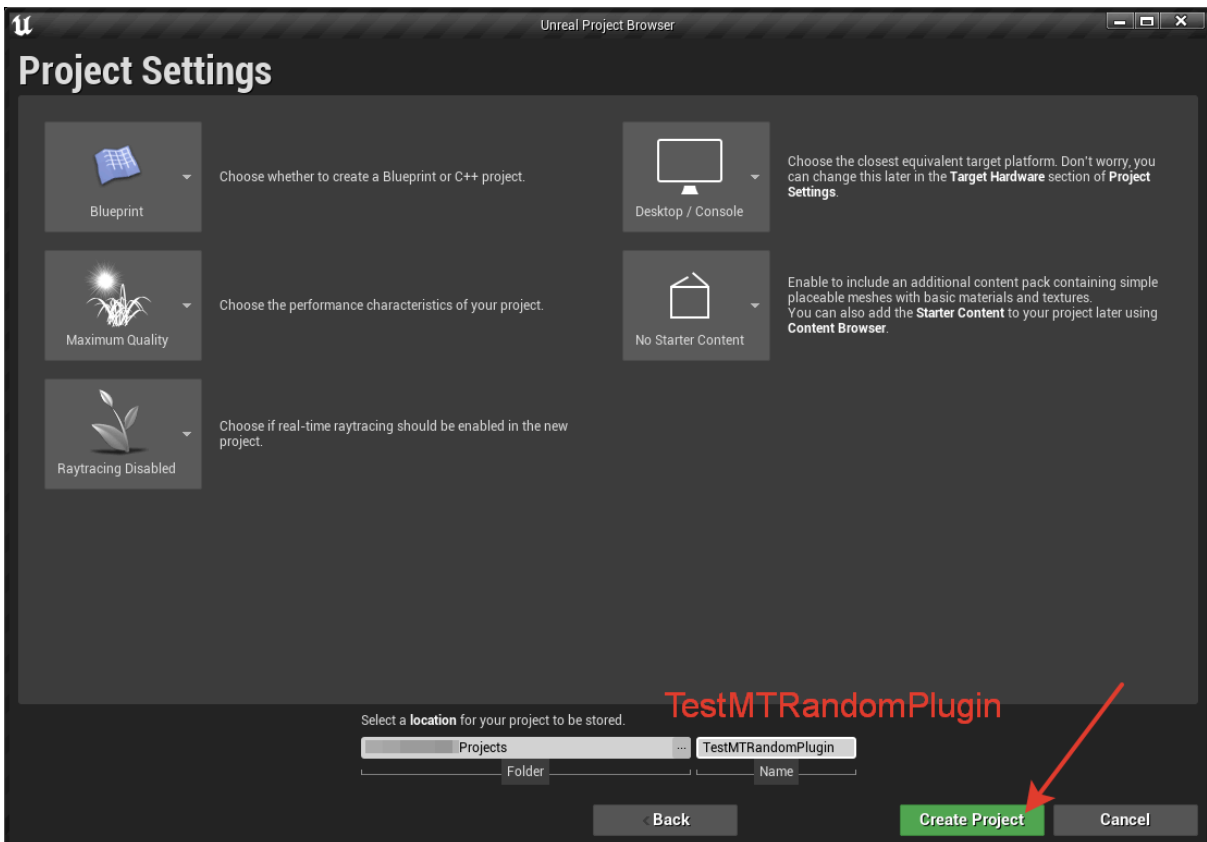 Unreal Project Browser
Project Settings
Blueprint
Choose whether to create a Blueprint or C++ project.
Desktop / Console
Choose the closest equivalent target platform. Don't worry, you
can change this later in the Target Hardware section of Project
Settings.
Maximum Quality
Choose the performance characteristics of your project.
No Starter Content
Enable to include an additional content pack containing simple
placeable meshes with basic materials and textures.
You can also add the Starter Content to your project later using
Content Browser.
Raytracing Disabled
Choose if real-time raytracing should be enabled in the new
project.
TestMTRandomPlugin
Select a location for your project to be stored.
Projects
...
TestMTRandomPlugin
Folder
Name
Back
Create Project
Cancel